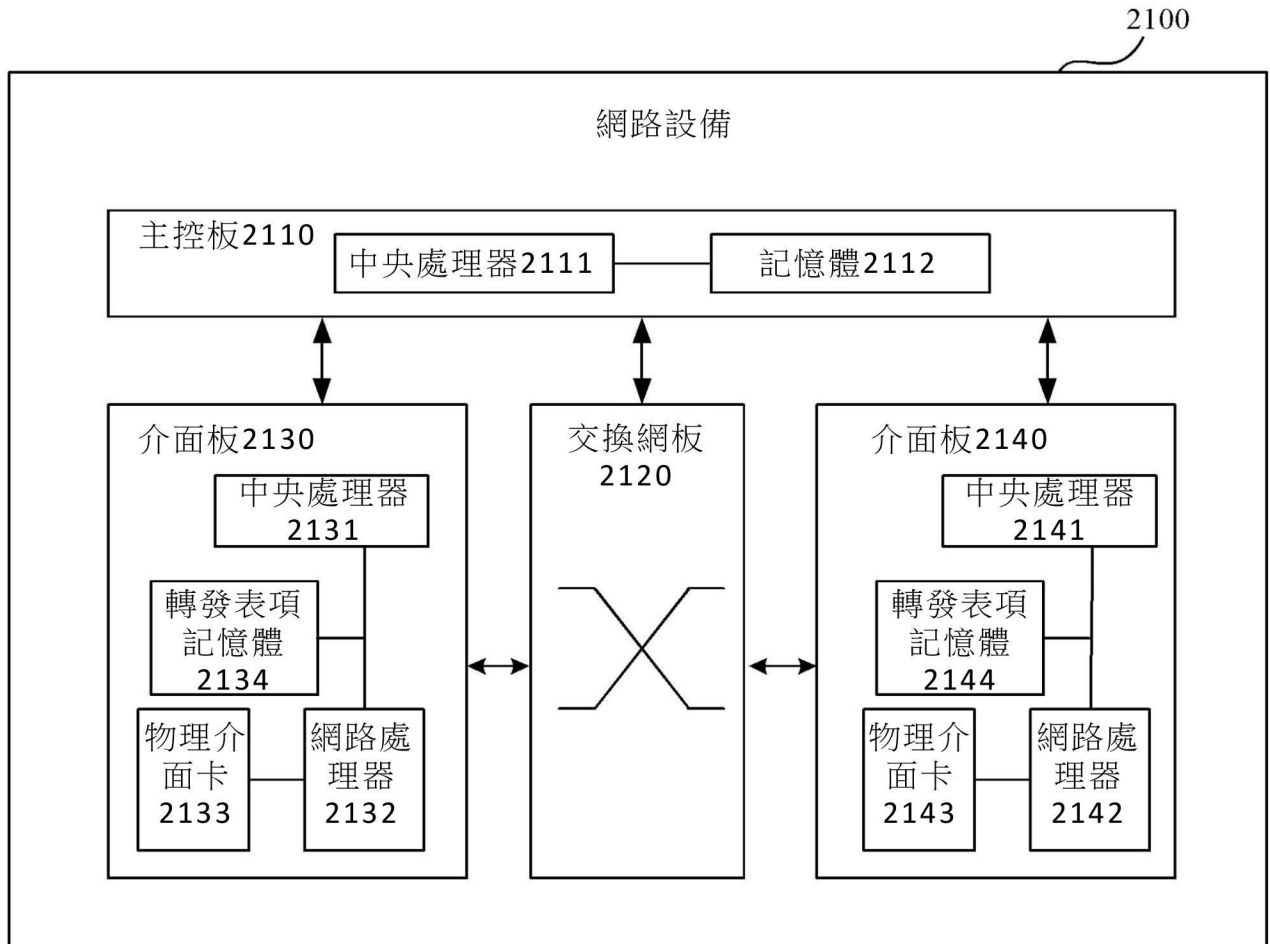 2100
網路設備
主控板2110
中央處理器2111
記憶體2112
介面板2130
中央處理器
2131
轉發表項
記憶體
2134
物理介
面卡
2133
網路處
理器
2132
交換網板
2120
介面板2140
中央處理器
2141
轉發表項
記憶體
2144
物理介
面卡
2143
網路處
理器
2142